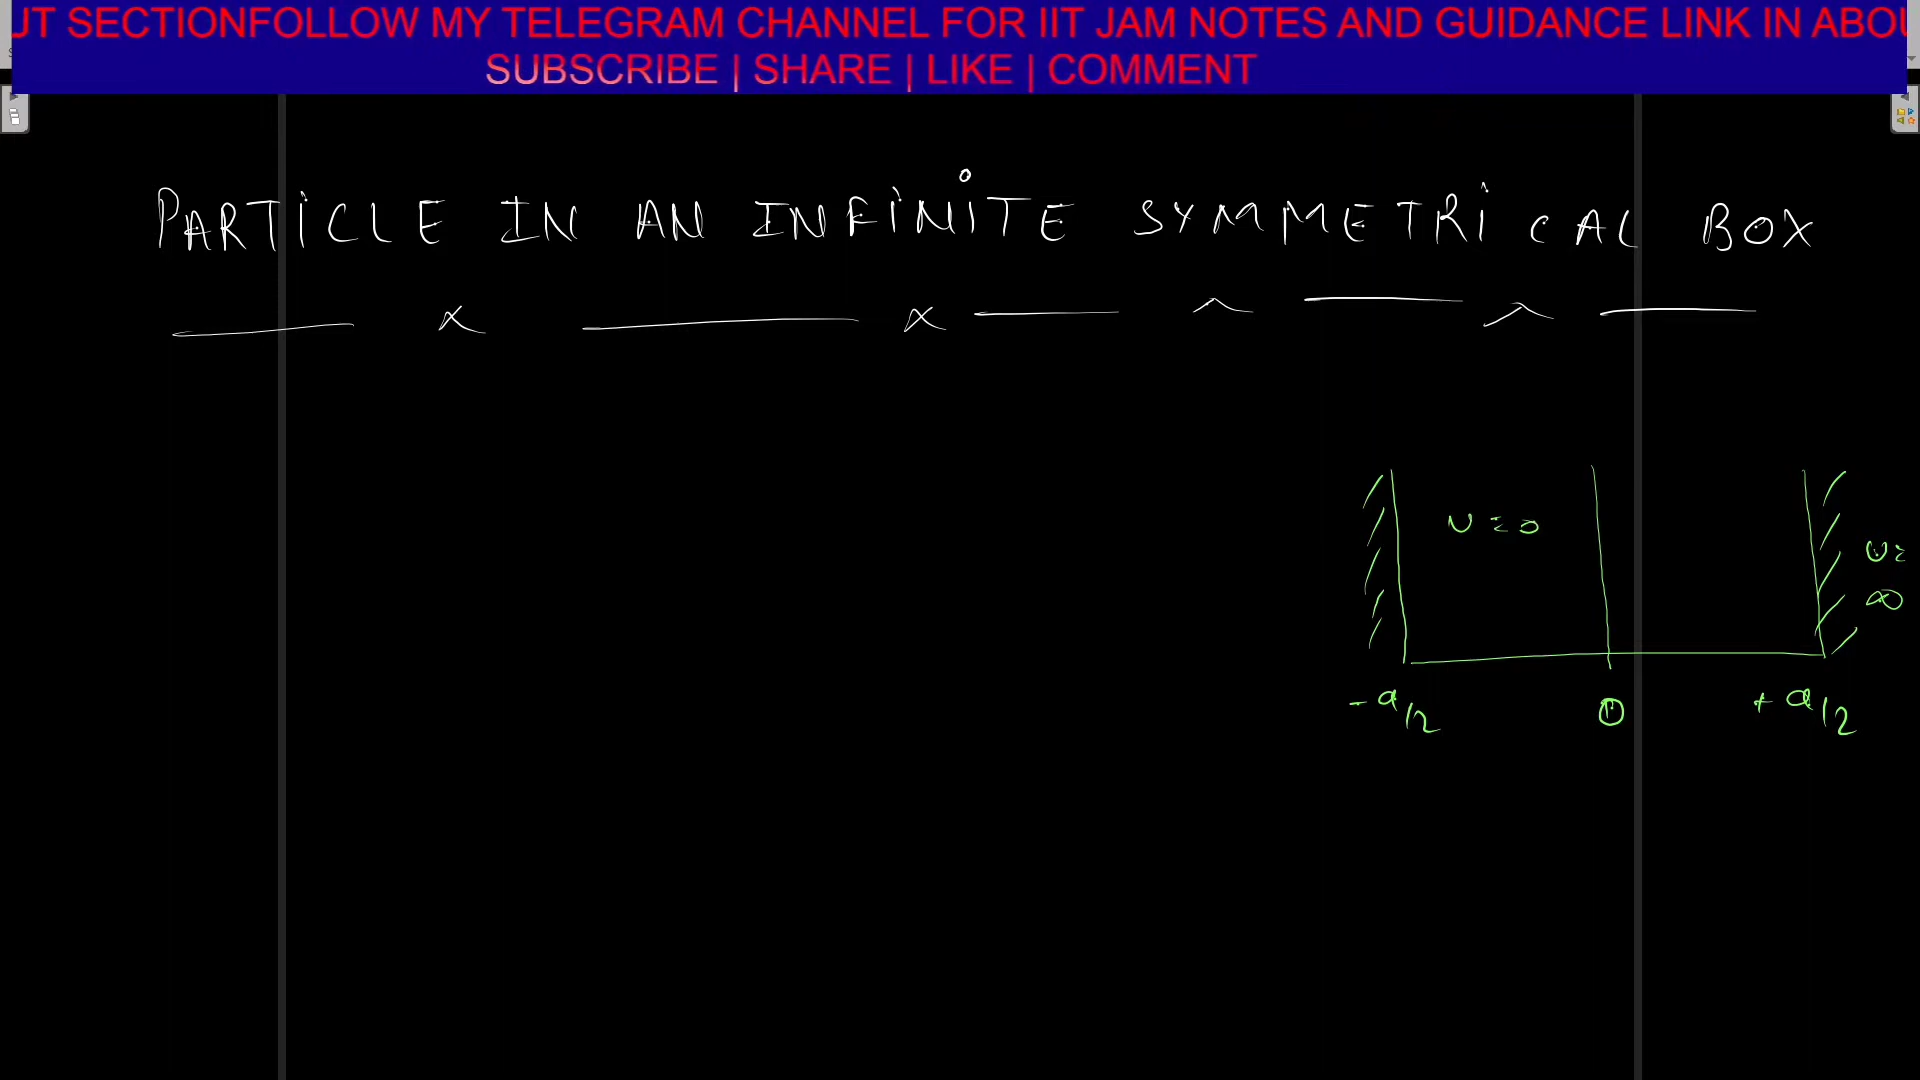 UT SECTIONFOLLOW MY TELEGRAM CHANNEL FOR IIT JAM NOTES AND GUIDANCE LINK IN ABOU
SUBSCRIBE | SHARE | LIKE | COMMENT
PARTICLE IN AN INFINITE SYMMETRICAL BOX
x x
V=0
V=
∞
-a/2 0 +a/2